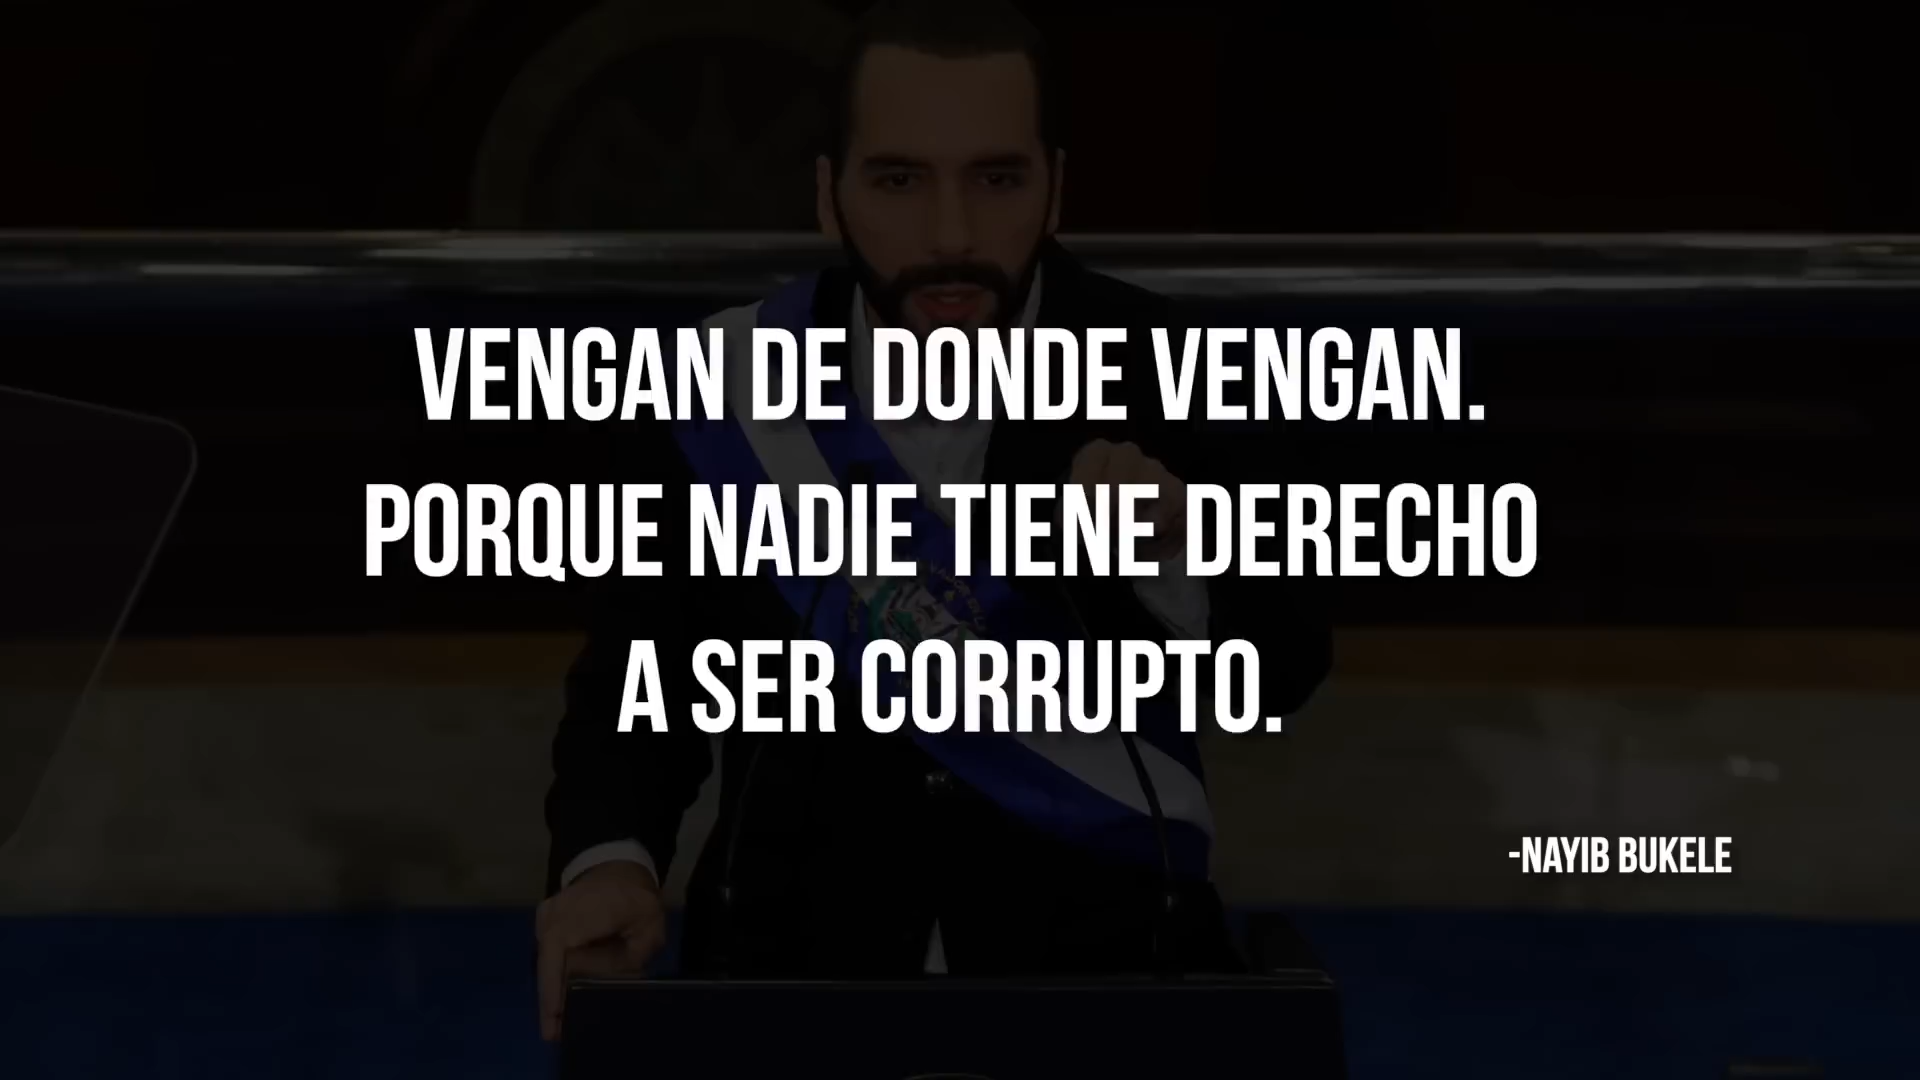 VENGAN DE DONDE VENGAN.
PORQUE NADIE TIENE DERECHO
A SER CORRUPTO.
-NAYIB BUKELE